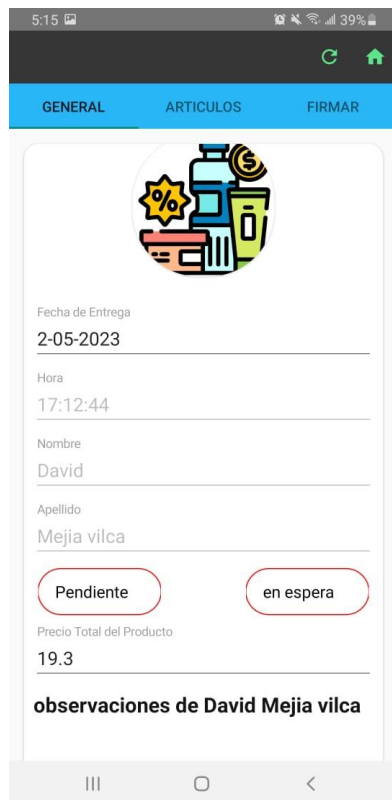 5:15 39%
GENERAL ARTICULOS FIRMAR
%
$
Fecha de Entrega
2-05-2023
Hora
17:12:44
Nombre
David
Apellido
Mejia vilca
Pendiente en espera
Precio Total del Producto
19.3
observaciones de David Mejia vilca